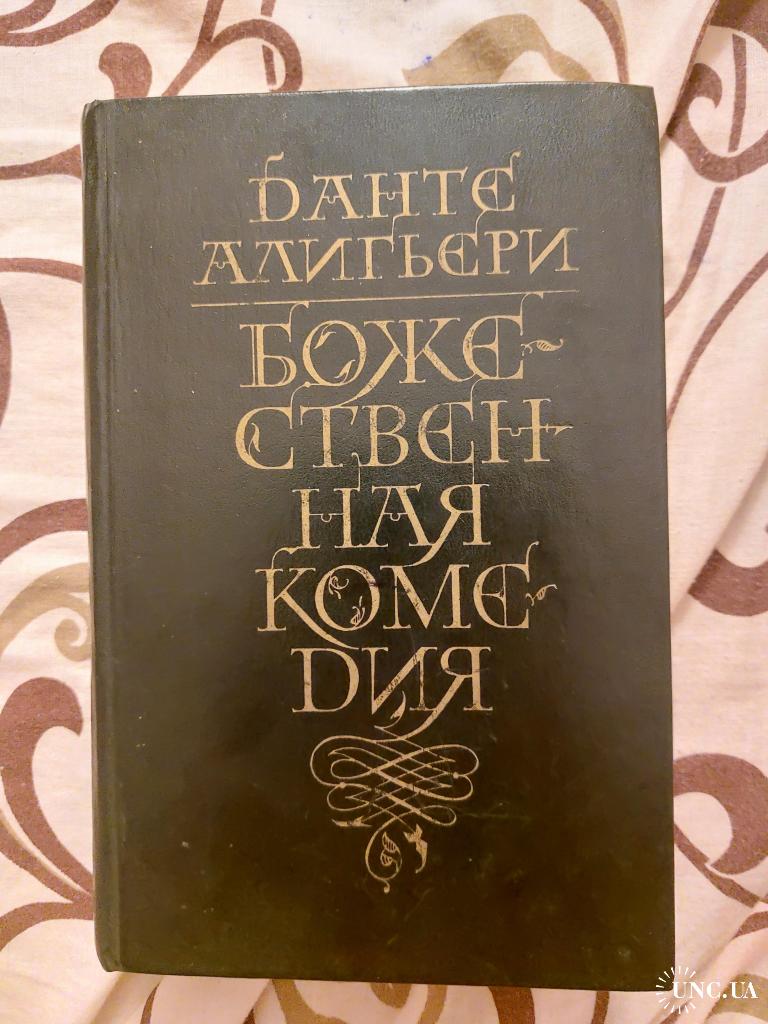 ДАНТЕ
АЛИГЬЕРИ
БОЖЕ-
СТВЕН-
НАЯ
КОМЕ-
ДИЯ
UNC.UA